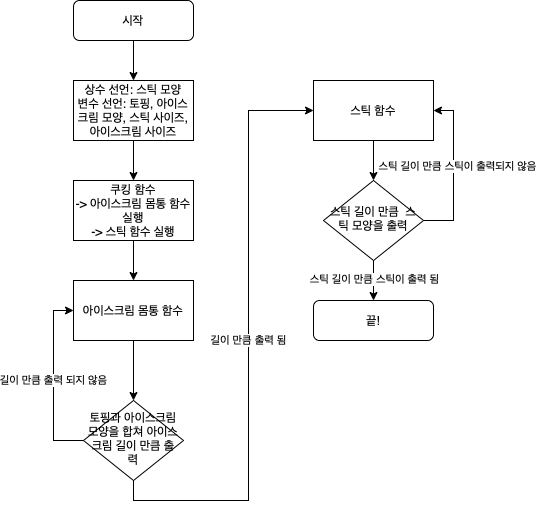 시작
상수 선언: 스틱 모양
변수 선언: 토핑, 아이스
크림 모양, 스틱 사이즈,
아이스크림 사이즈
쿠킹 함수
-> 아이스크림 몸통 함수
실행
-> 스틱 함수 실행
아이스크림 몸통 함수
길이 만큼 출력 되지 않음
토핑과 아이스크림
모양을 합쳐 아이스
크림 길이 만큼 출
력
길이 만큼 출력 됨
스틱 함수
스틱 길이 만큼 스틱이 출력되지 않음
스틱 길이 만큼 스
틱 모양을 출력
스틱 길이 만큼 스틱이 출력 됨
끝!